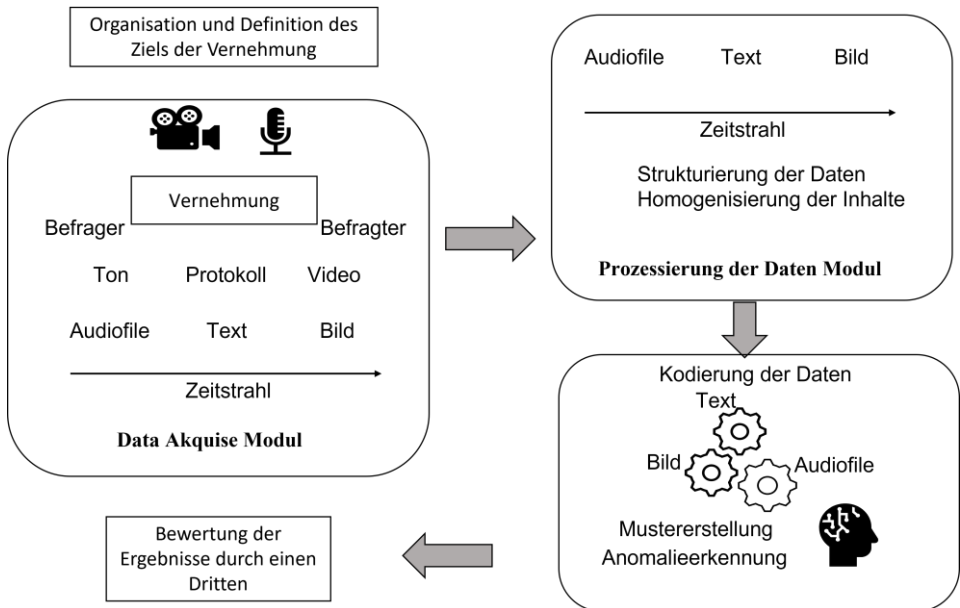 Organisation und Definition des
Ziels der Vernehmung
Vernehmung
Befrager Befragter
Ton Protokoll Video
Audiofile Text Bild
Zeitstrahl
Data Akquise Modul
Audiofile Text Bild
Zeitstrahl
Strukturierung der Daten
Homogenisierung der Inhalte
Prozessierung der Daten Modul
Kodierung der Daten
Text
Bild Audiofile
Mustererstellung
Anomalieerkennung
Bewertung der
Ergebnisse durch einen
Dritten